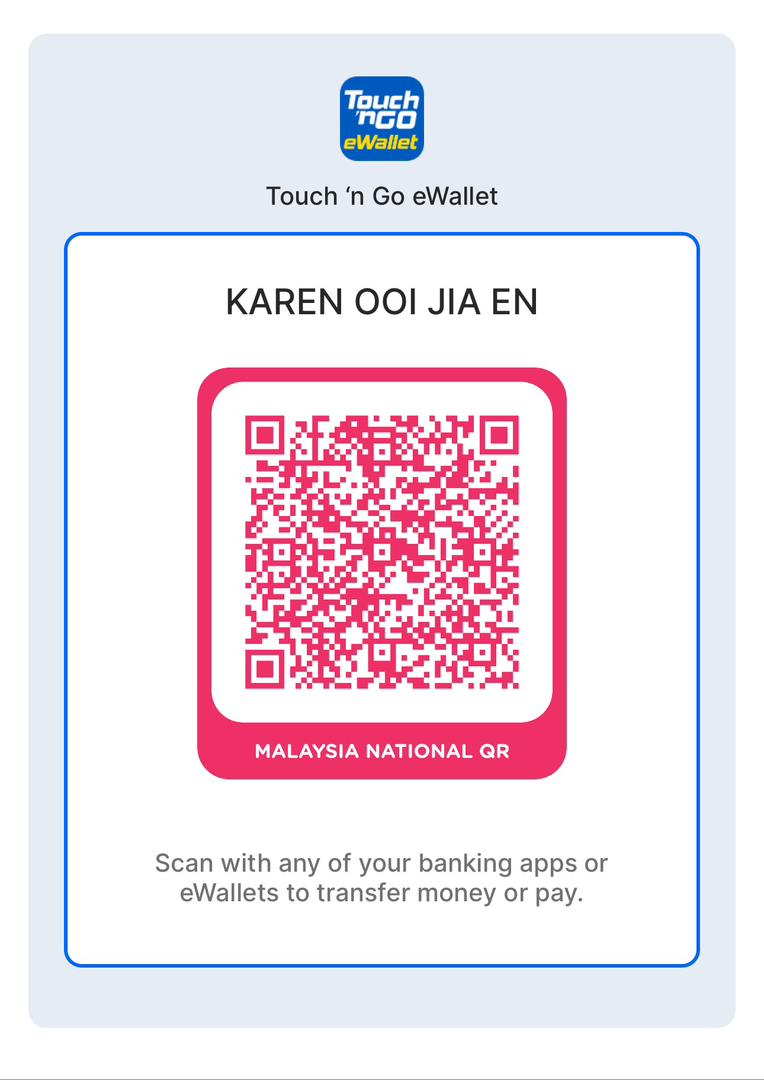 Touch
'nGO
eWallet
Touch ‘n Go eWallet
KAREN OOI JIA EN
MALAYSIA NATIONAL QR
Scan with any of your banking apps or
eWallets to transfer money or pay.